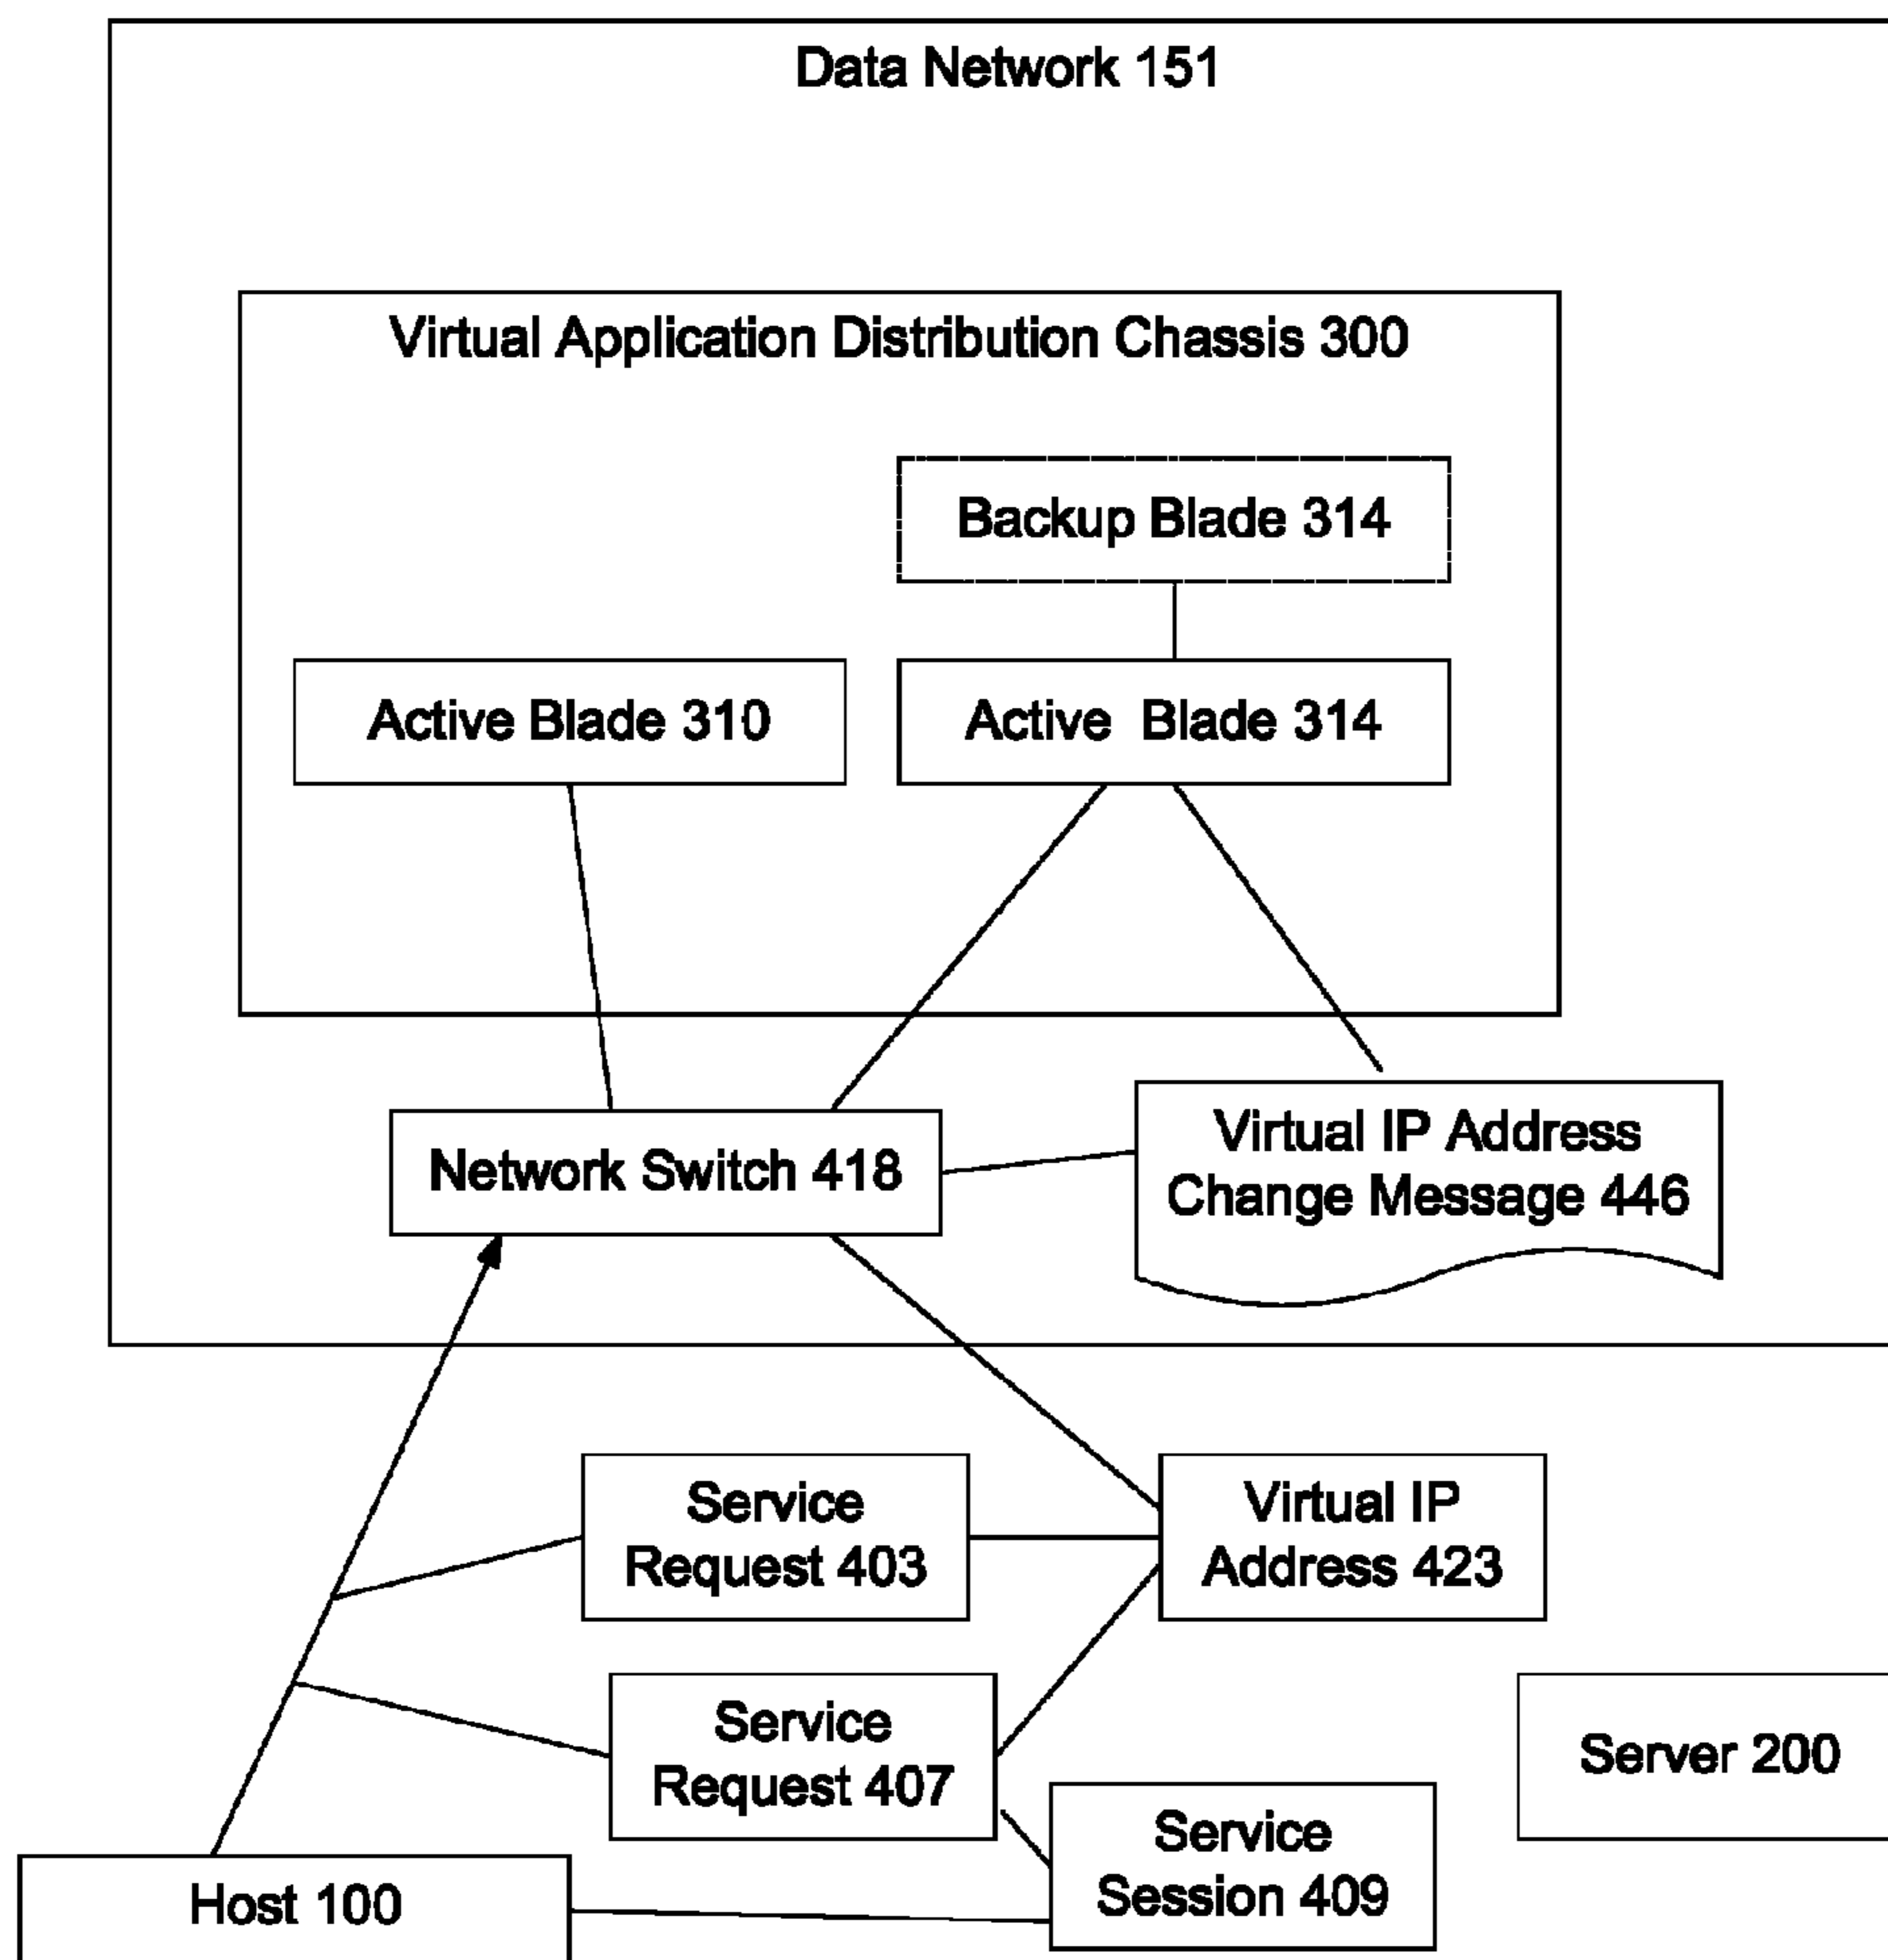 Data Network 151
Virtual Application Distribution Chassis 300
Backup Blade 314
Active Blade 310
Active Blade 314
Network Switch 418
Virtual IP Address
Change Message 446
Service
Request 403
Virtual IP
Address 423
Service
Request 407
Server 200
Service
Session 409
Host 100